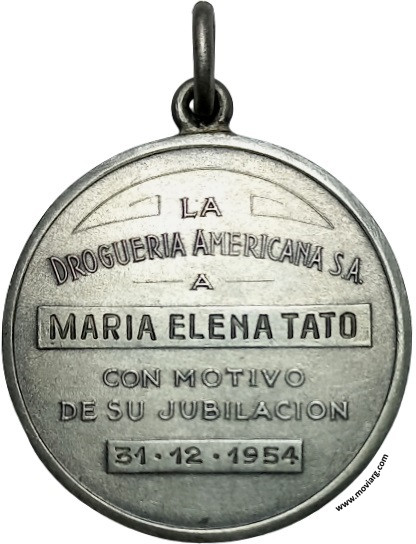 LA
DROGUERIA AMERICANA S.A.
A
MARIA ELENA TATO
CON MOTIVO
DE SU JUBILACION
31·12·1954
www.moviarg.com